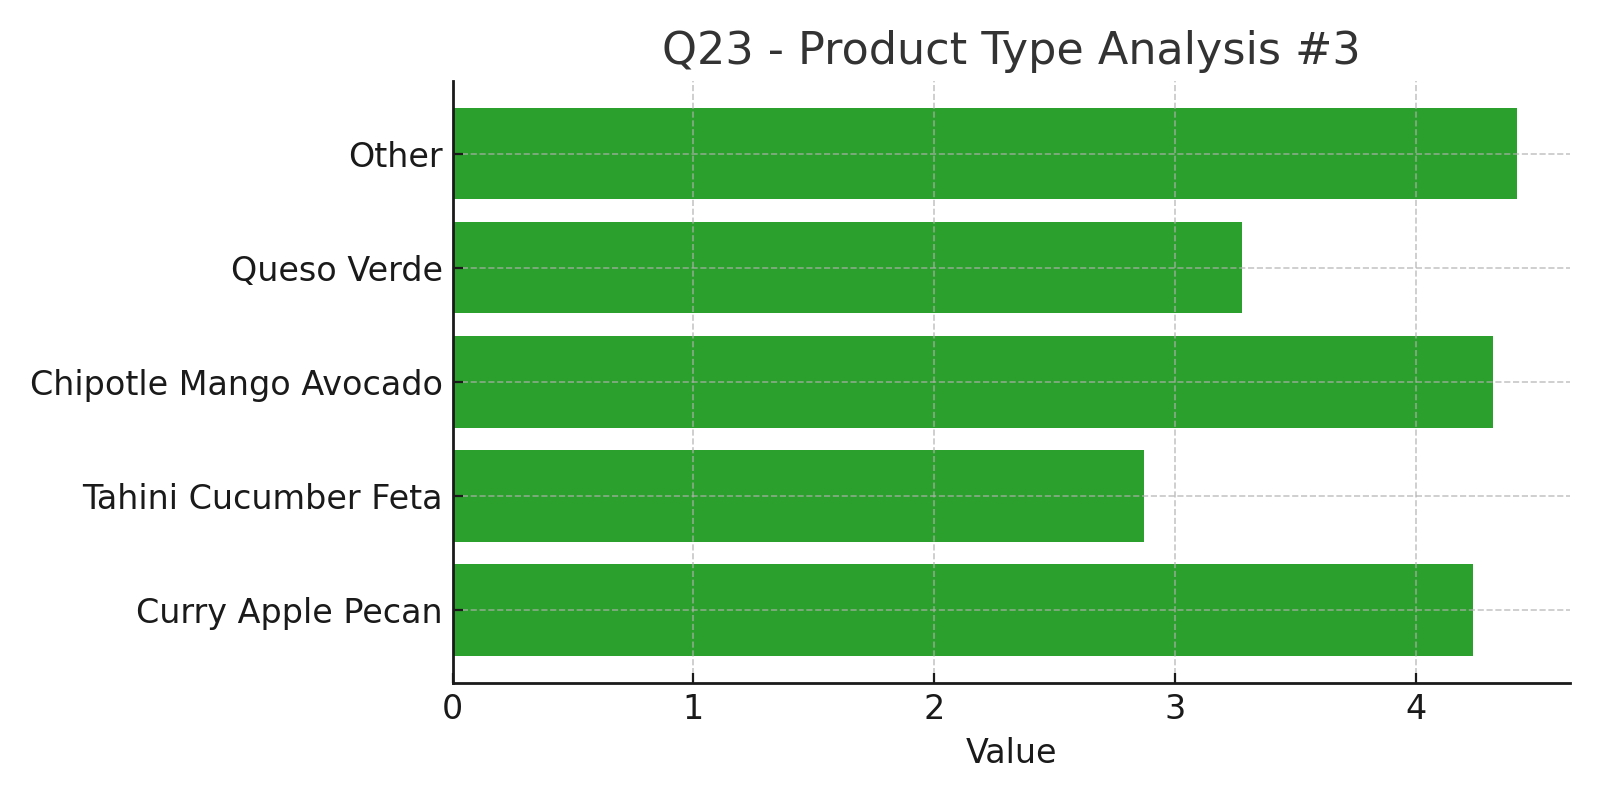 Q23 - Product Type Analysis #3
Other
Queso Verde
Chipotle Mango Avocado
Tahini Cucumber Feta
Curry Apple Pecan
0 1 2 3 4
Value